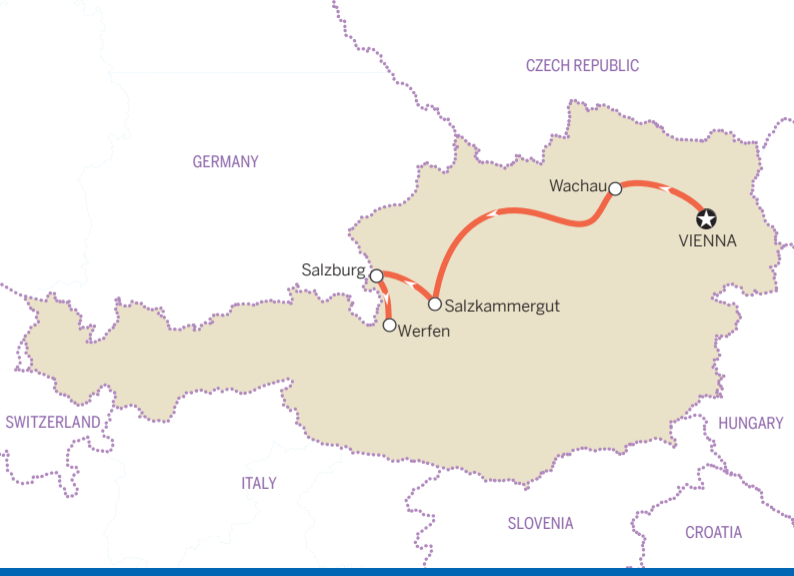 CZECH REPUBLIC
GERMANY
Wachau
VIENNA
Salzburg
Salzkammergut
Werfen
SWITZERLAND
HUNGARY
ITALY
SLOVENIA
CROATIA